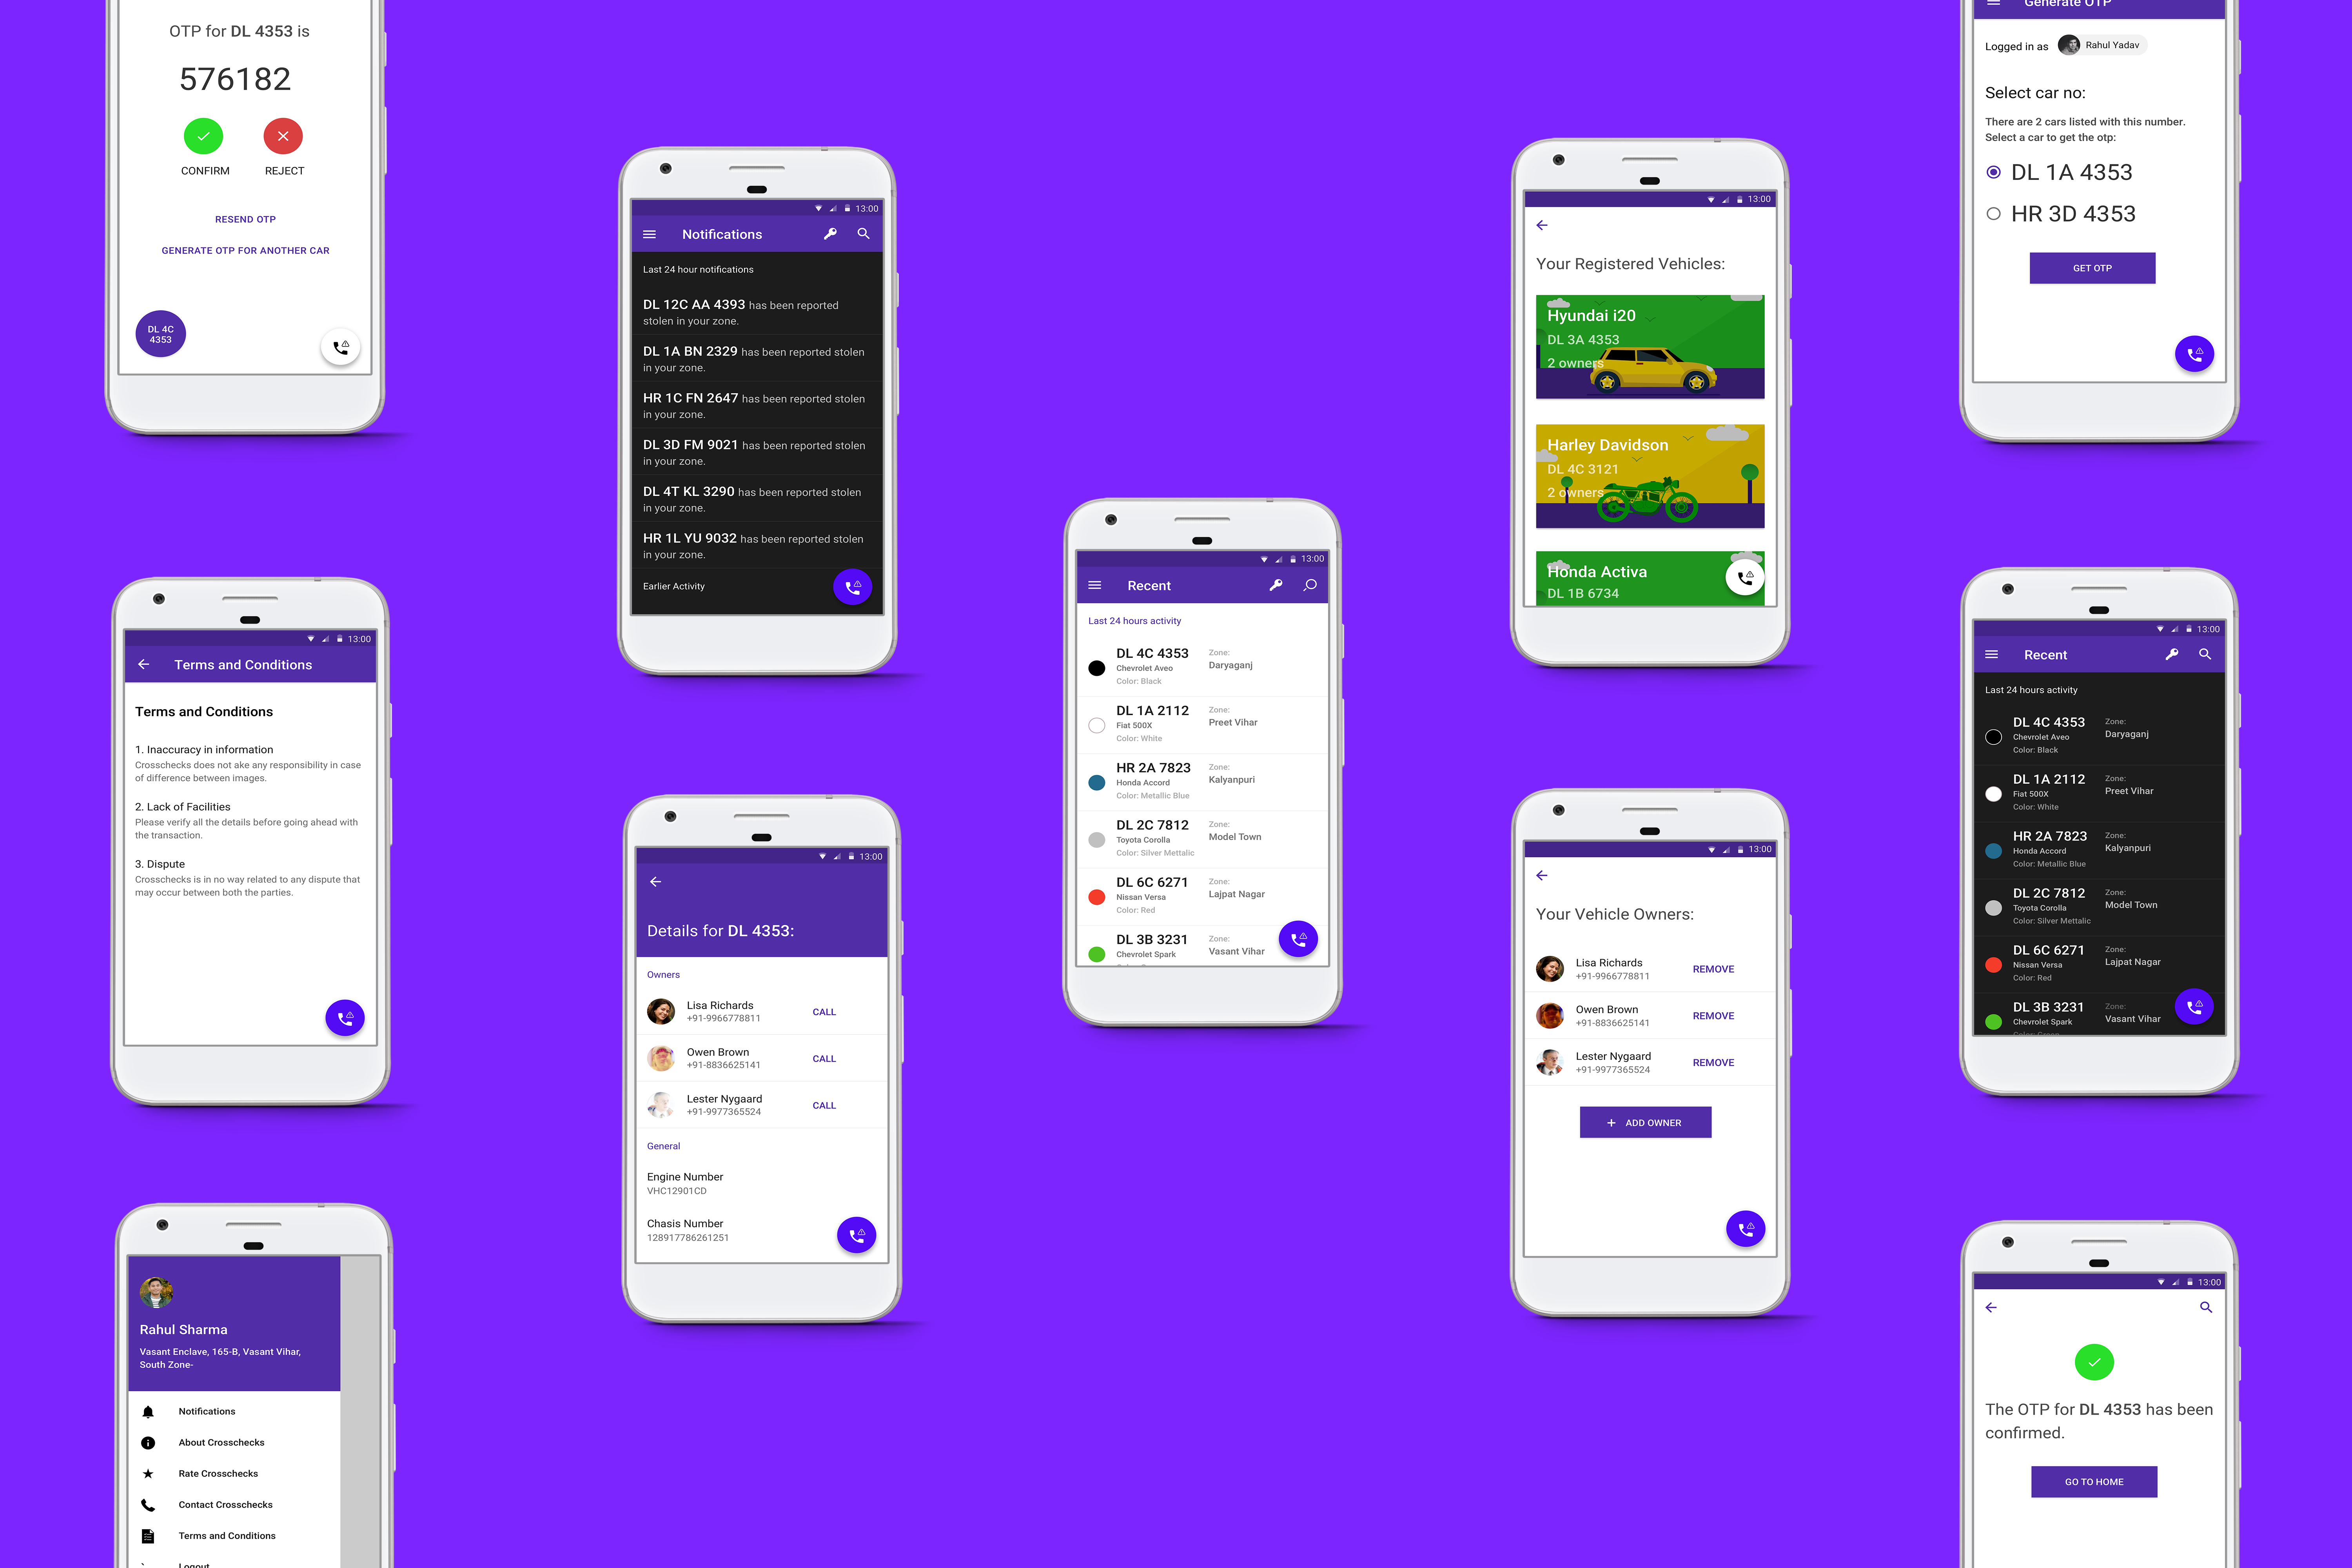 OTP for DL 4353 is
576182
CONFIRM
REJECT
RESEND OTP
GENERATE OTP FOR ANOTHER CAR
DL 4C
4353
13:00
Terms and Conditions
Terms and Conditions
1. Inaccuracy in information
Crosschecks does not ake any responsibility in case
of difference between images.
2. Lack of Facilities
Please verify all the details before going ahead with
the transaction.
3. Dispute
Crosschecks is in no way related to any dispute that
may occur between both the parties.
Rahul Sharma
Vasant Enclave, 165-B, Vasant Vihar,
South Zone-
Notifications
About Crosschecks
Rate Crosschecks
Contact Crosschecks
Terms and Conditions
Logout
13:00
Notifications
Last 24 hour notifications
DL 12C AA 4393 has been reported
stolen in your zone.
DL 1A BN 2329 has been reported stolen
in your zone.
HR 1C FN 2647 has been reported stolen
in your zone.
DL 3D FM 9021 has been reported stolen
in your zone.
DL 4T KL 3290 has been reported stolen
in your zone.
HR 1L YU 9032 has been reported stolen
in your zone.
Earlier Activity
13:00
Details for DL 4353:
Owners
Lisa Richards
+91-9966778811
CALL
Owen Brown
+91-8836625141
CALL
Lester Nygaard
+91-9977365524
CALL
General
Engine Number
VHC12901CD
Chasis Number
128917786261251
13:00
Recent
Last 24 hours activity
DL 4C 4353
Chevrolet Aveo
Color: Black
Zone:
Daryaganj
DL 1A 2112
Fiat 500X
Color: White
Zone:
Preet Vihar
HR 2A 7823
Honda Accord
Color: Metallic Blue
Zone:
Kalyanpuri
DL 2C 7812
Toyota Corolla
Color: Silver Mettalic
Zone:
Model Town
DL 6C 6271
Nissan Versa
Color: Red
Zone:
Lajpat Nagar
DL 3B 3231
Chevrolet Spark
Zone:
Vasant Vihar
13:00
Your Registered Vehicles:
Hyundai i20
DL 3A 4353
2 owners
Harley Davidson
DL 4C 3121
2 owners
Honda Activa
DL 1B 6734
13:00
Your Vehicle Owners:
Lisa Richards
+91-9966778811
REMOVE
Owen Brown
+91-8836625141
REMOVE
Lester Nygaard
+91-9977365524
REMOVE
+ ADD OWNER
Generate OTP
Logged in as Rahul Yadav
Select car no:
There are 2 cars listed with this number.
Select a car to get the otp:
DL 1A 4353
HR 3D 4353
GET OTP
13:00
Recent
Last 24 hours activity
DL 4C 4353
Chevrolet Aveo
Color: Black
Zone:
Daryaganj
DL 1A 2112
Fiat 500X
Color: White
Zone:
Preet Vihar
HR 2A 7823
Honda Accord
Color: Metallic Blue
Zone:
Kalyanpuri
DL 2C 7812
Toyota Corolla
Color: Silver Mettalic
Zone:
Model Town
DL 6C 6271
Nissan Versa
Color: Red
Zone:
Lajpat Nagar
DL 3B 3231
Chevrolet Spark
Zone:
Vasant Vihar
13:00
The OTP for DL 4353 has been
confirmed.
GO TO HOME